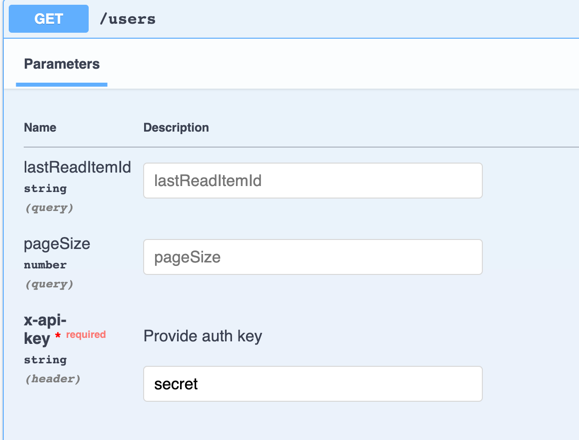 GET /users
Parameters
Name Description
lastReadItemId
string
(query)
lastReadItemId
pageSize
number
(query)
pageSize
x-api-
key * required
string
(header)
Provide auth key
secret